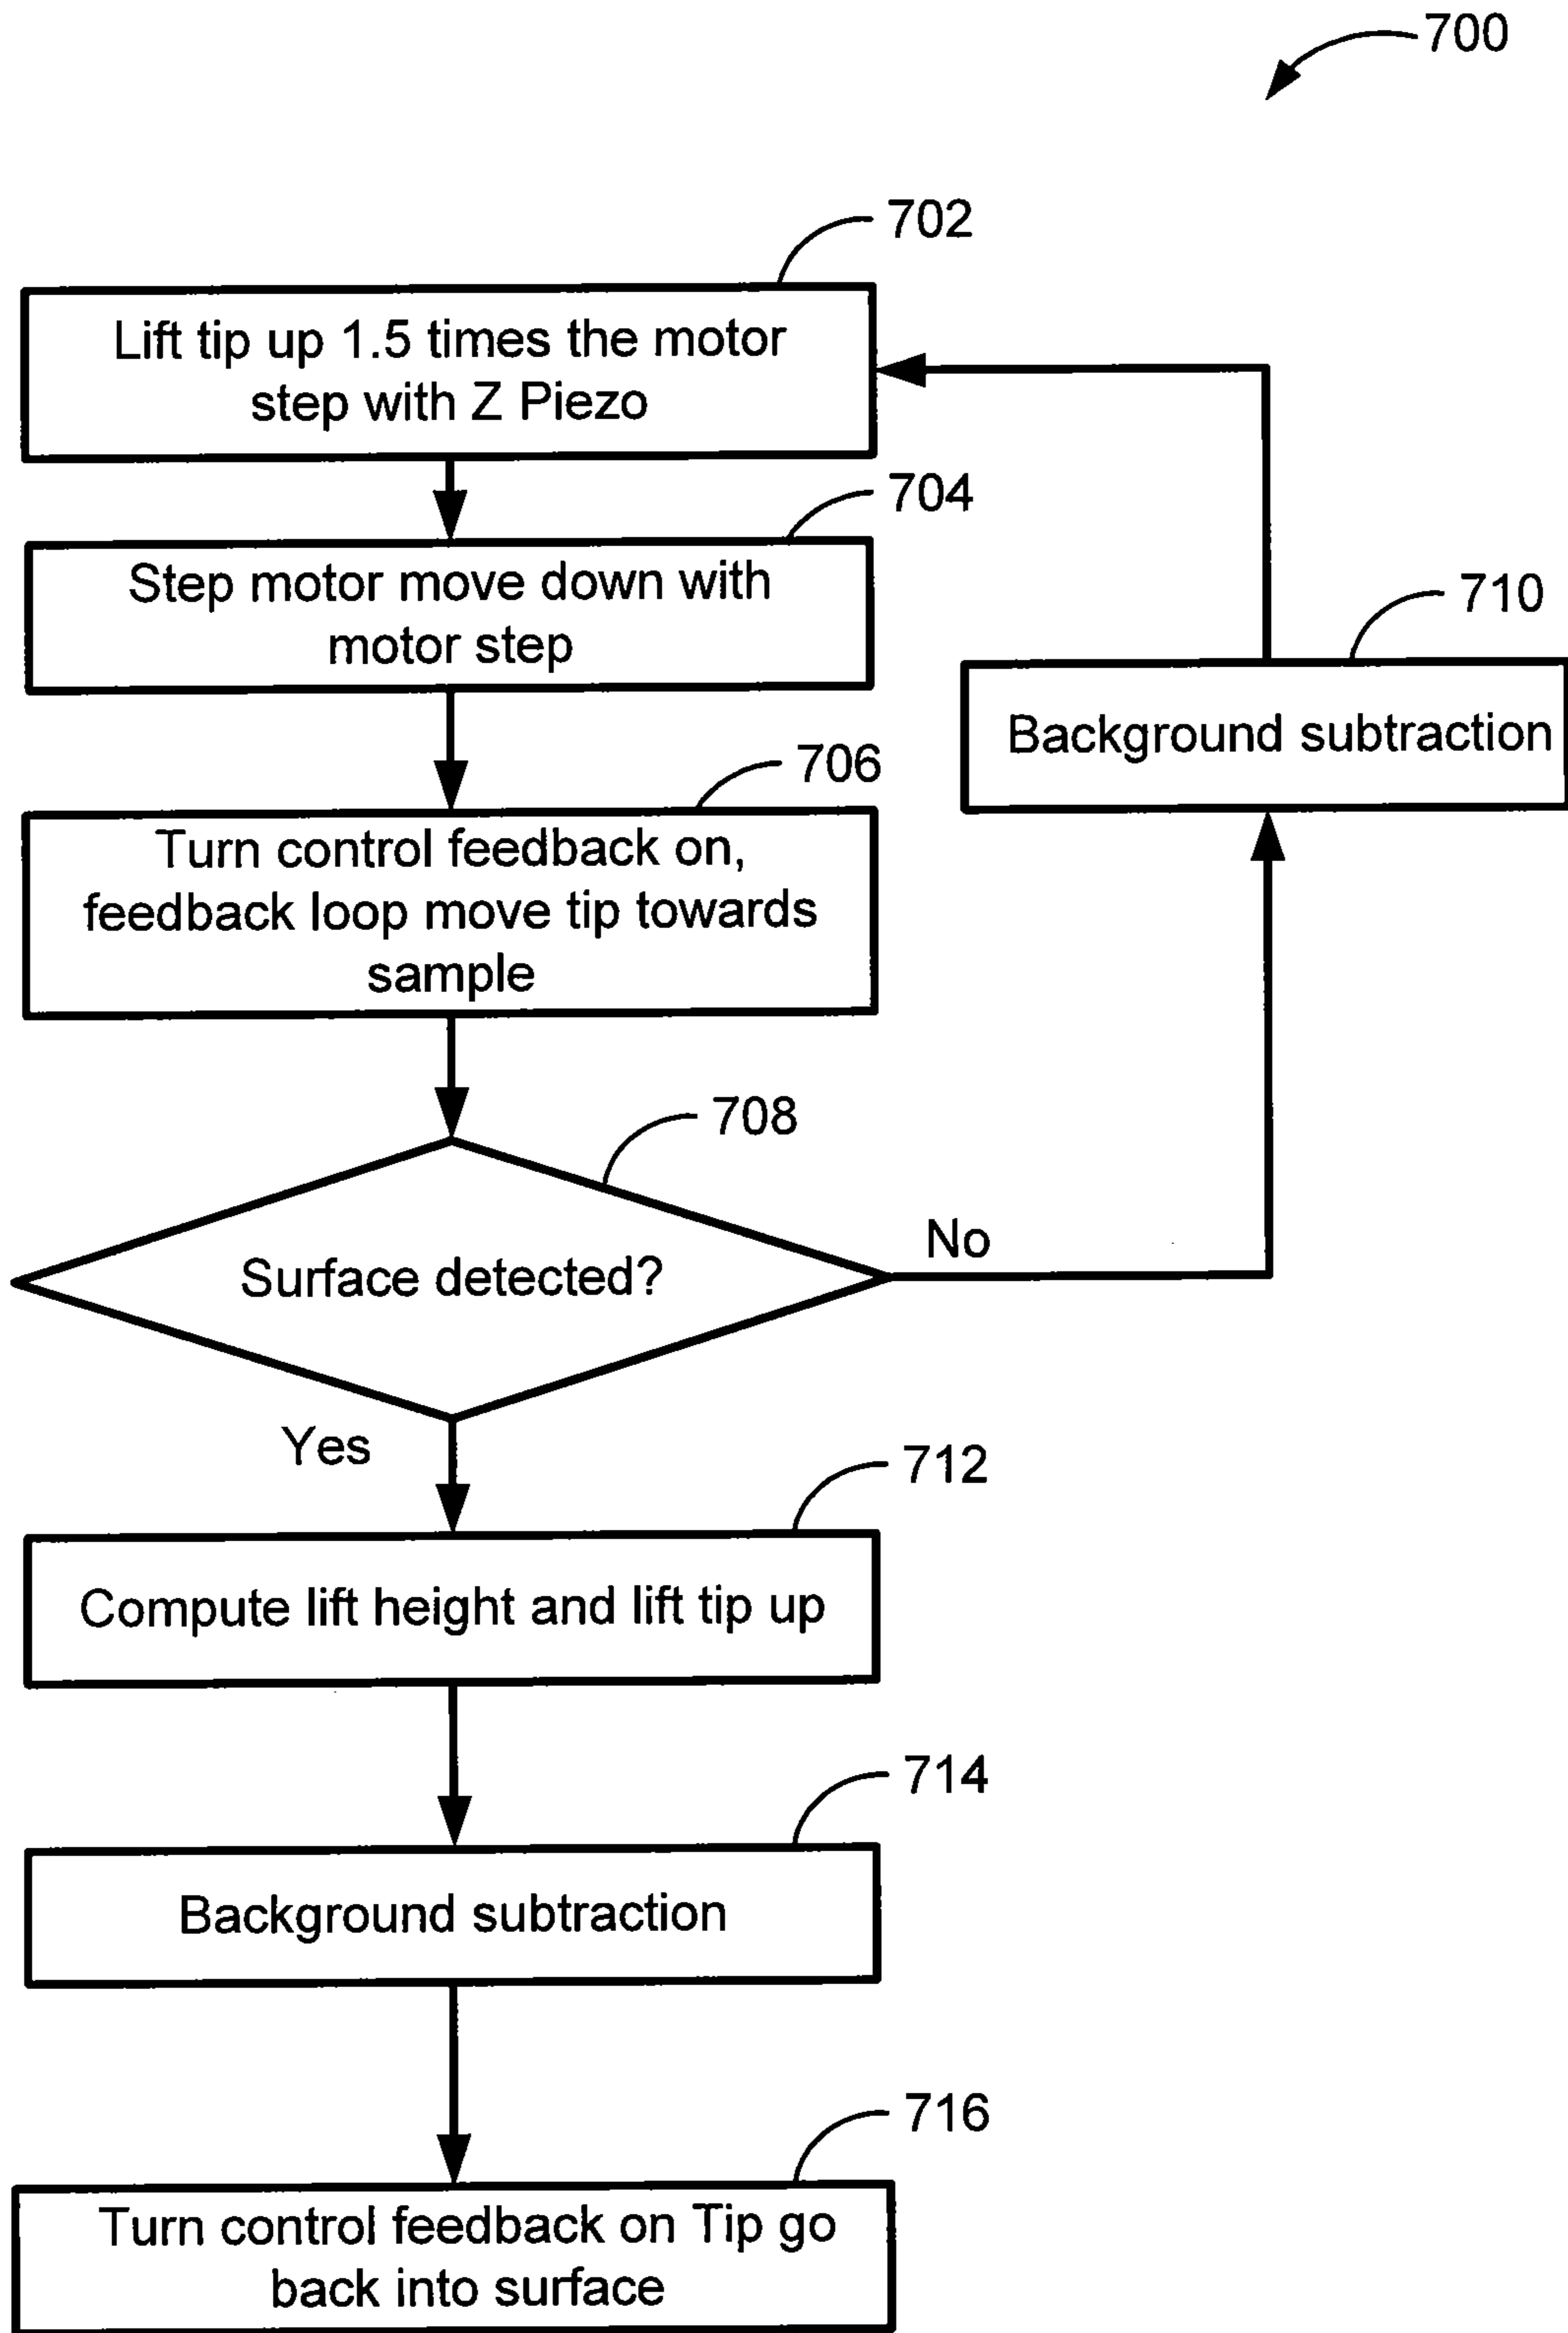 700
702
Lift tip up 1.5 times the motor
step with Z Piezo
704
Step motor move down with
motor step
710
Background subtraction
706
Turn control feedback on,
feedback loop move tip towards
sample
708
Surface detected?
No
Yes
712
Compute lift height and lift tip up
714
Background subtraction
716
Turn control feedback on Tip go
back into surface